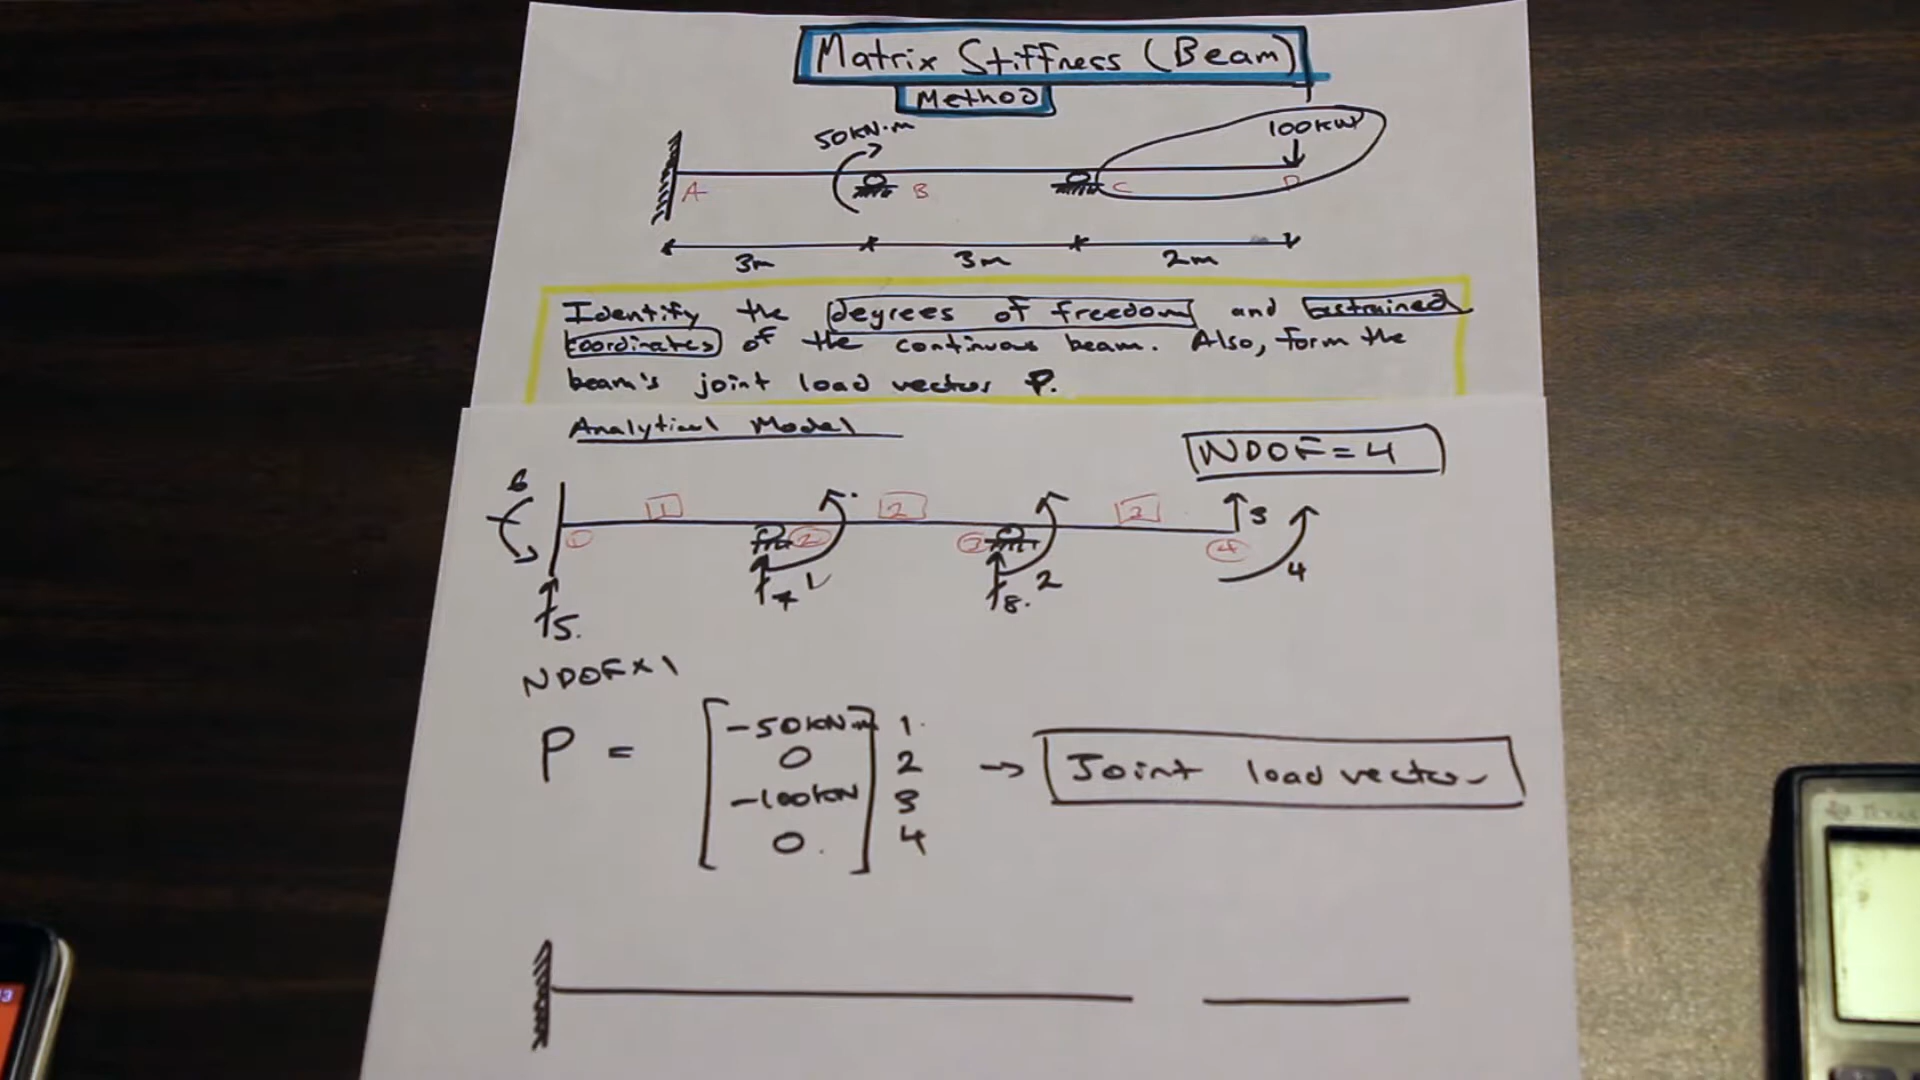 Matrix Stiffness (Beam)
Method
50KN·m
100KN
A
B
C
D
3m
3m
2m
Identify the degrees of freedom and restrained
coordinates of the continuous beam. Also, form the
beam's joint load vector P.
Analytical Model
NDOF=4
6
1
2
3
3
1
2
3
4
4
7
1
8.
2
5.
NDOF×1
P =
-50KNm 1.
0 2
-100KN 3
0. 4
→ Joint load vector